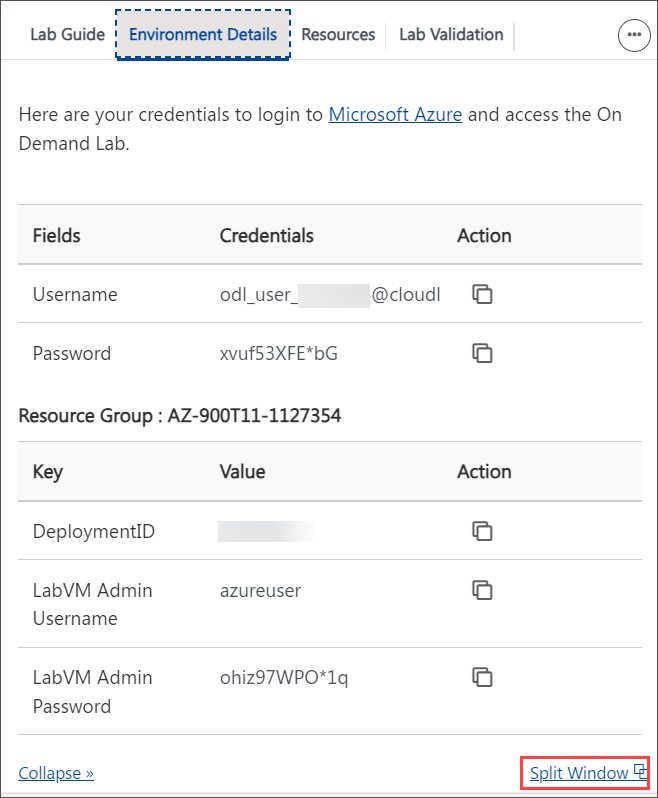 Lab Guide Environment Details Resources Lab Validation
Here are your credentials to login to Microsoft Azure and access the On
Demand Lab.
Fields Credentials Action
Username odl_user_ @cloudl
Password xvuf53XFE*bG
Resource Group : AZ-900T11-1127354
Key Value Action
DeploymentID
LabVM Admin azureuser
Username
LabVM Admin ohiz97WPO*1q
Password
Collapse » Split Window